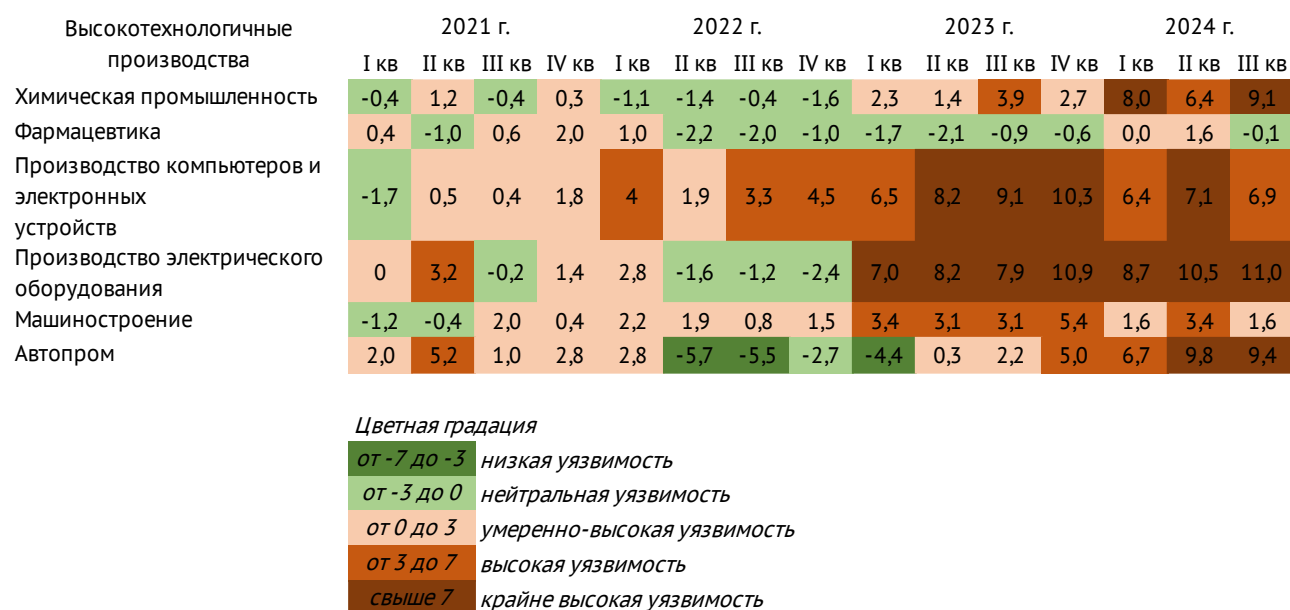 Высокотехнологичные производства 2021 г. 2022 г. 2023 г. 2024 г.
I кв II кв III кв IV кв I кв II кв III кв IV кв I кв II кв III кв IV кв I кв II кв III кв
Химическая промышленность -0,4 1,2 -0,4 0,3 -1,1 -1,4 -0,4 -1,6 2,3 1,4 3,9 2,7 8,0 6,4 9,1
Фармацевтика 0,4 -1,0 0,6 2,0 1,0 -2,2 -2,0 -1,0 -1,7 -2,1 -0,9 -0,6 0,0 1,6 -0,1
Производство компьютеров и
электронных -1,7 0,5 0,4 1,8 4 1,9 3,3 4,5 6,5 8,2 9,1 10,3 6,4 7,1 6,9
устройств
Производство электрического
оборудования 0 3,2 -0,2 1,4 2,8 -1,6 -1,2 -2,4 7,0 8,2 7,9 10,9 8,7 10,5 11,0
Машиностроение -1,2 -0,4 2,0 0,4 2,2 1,9 0,8 1,5 3,4 3,1 3,1 5,4 1,6 3,4 1,6
Автопром 2,0 5,2 1,0 2,8 2,8 -5,7 -5,5 -2,7 -4,4 0,3 2,2 5,0 6,7 9,8 9,4
Цветная градация
от -7 до -3 низкая уязвимость
от -3 до 0 нейтральная уязвимость
от 0 до 3 умеренно-высокая уязвимость
от 3 до 7 высокая уязвимость
свыше 7 крайне высокая уязвимость